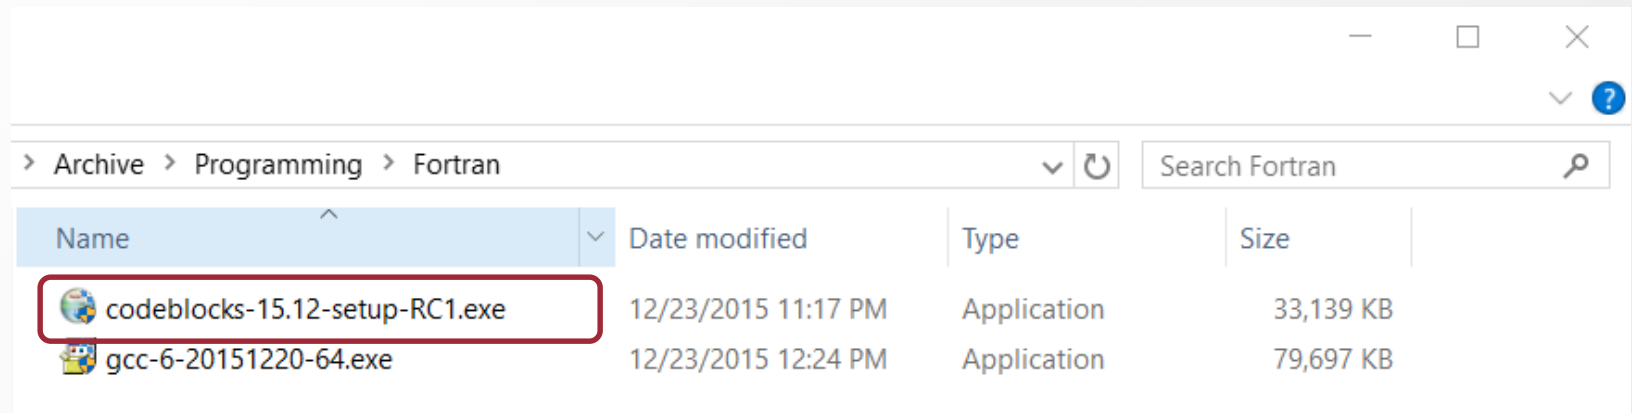 ?
Archive > Programming > Fortran Search Fortran
Name Date modified Type Size
codeblocks-15.12-setup-RC1.exe 12/23/2015 11:17 PM Application 33,139 KB
gcc-6-20151220-64.exe 12/23/2015 12:24 PM Application 79,697 KB